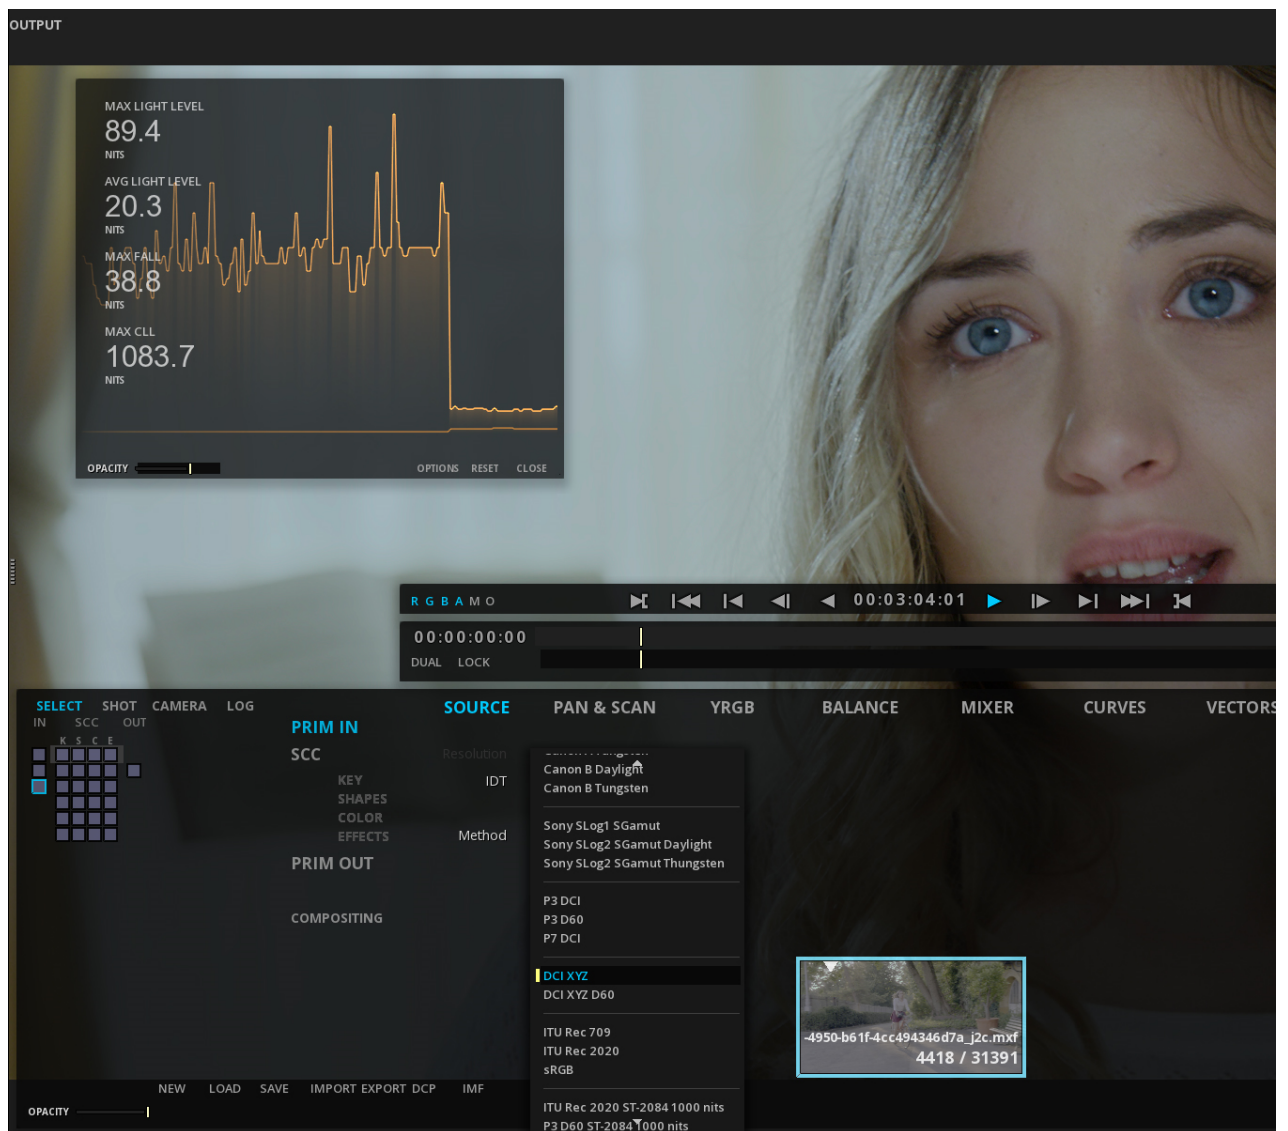 OUTPUT
MAX LIGHT LEVEL
89.4
NITS
AVG LIGHT LEVEL
20.3
NITS
MAX FALL
38.8
NITS
MAX CLL
1083.7
NITS
OPACITY OPTIONS RESET CLOSE
R G B A M O 00:03:04:01
00:00:00:00
DUAL LOCK
SELECT SHOT CAMERA LOG
IN SCC OUT
K S C E
SOURCE PAN & SCAN YRGB BALANCE MIXER CURVES VECTORS
PRIM IN
SCC
KEY
SHAPES
COLOR
EFFECTS
PRIM OUT
COMPOSITING
Resolution
IDT
Method
Canon A Tungsten
Canon B Daylight
Canon B Tungsten
Sony SLog1 SGamut
Sony SLog2 SGamut Daylight
Sony SLog2 SGamut Thungsten
P3 DCI
P3 D60
P7 DCI
DCI XYZ
DCI XYZ D60
ITU Rec 709
ITU Rec 2020
sRGB
ITU Rec 2020 ST-2084 1000 nits
P3 D60 ST-2084 1000 nits
-4950-b61f-4cc494346d7a_j2c.mxf
4418 / 31391
NEW LOAD SAVE IMPORT EXPORT DCP IMF
OPACITY